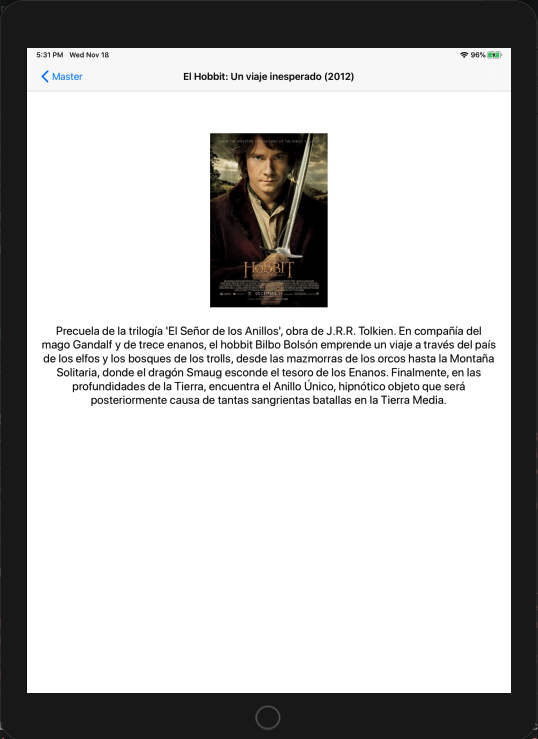 5:31 PM Wed Nov 18
96%
Master
El Hobbit: Un viaje inesperado (2012)
HOBBIT
Precuela de la trilogía 'El Señor de los Anillos', obra de J.R.R. Tolkien. En compañía del
mago Gandalf y de trece enanos, el hobbit Bilbo Bolsón emprende un viaje a través del país
de los elfos y los bosques de los trolls, desde las mazmorras de los orcos hasta la Montaña
Solitaria, donde el dragón Smaug esconde el tesoro de los Enanos. Finalmente, en las
profundidades de la Tierra, encuentra el Anillo Único, hipnótico objeto que será
posteriormente causa de tantas sangrientas batallas en la Tierra Media.